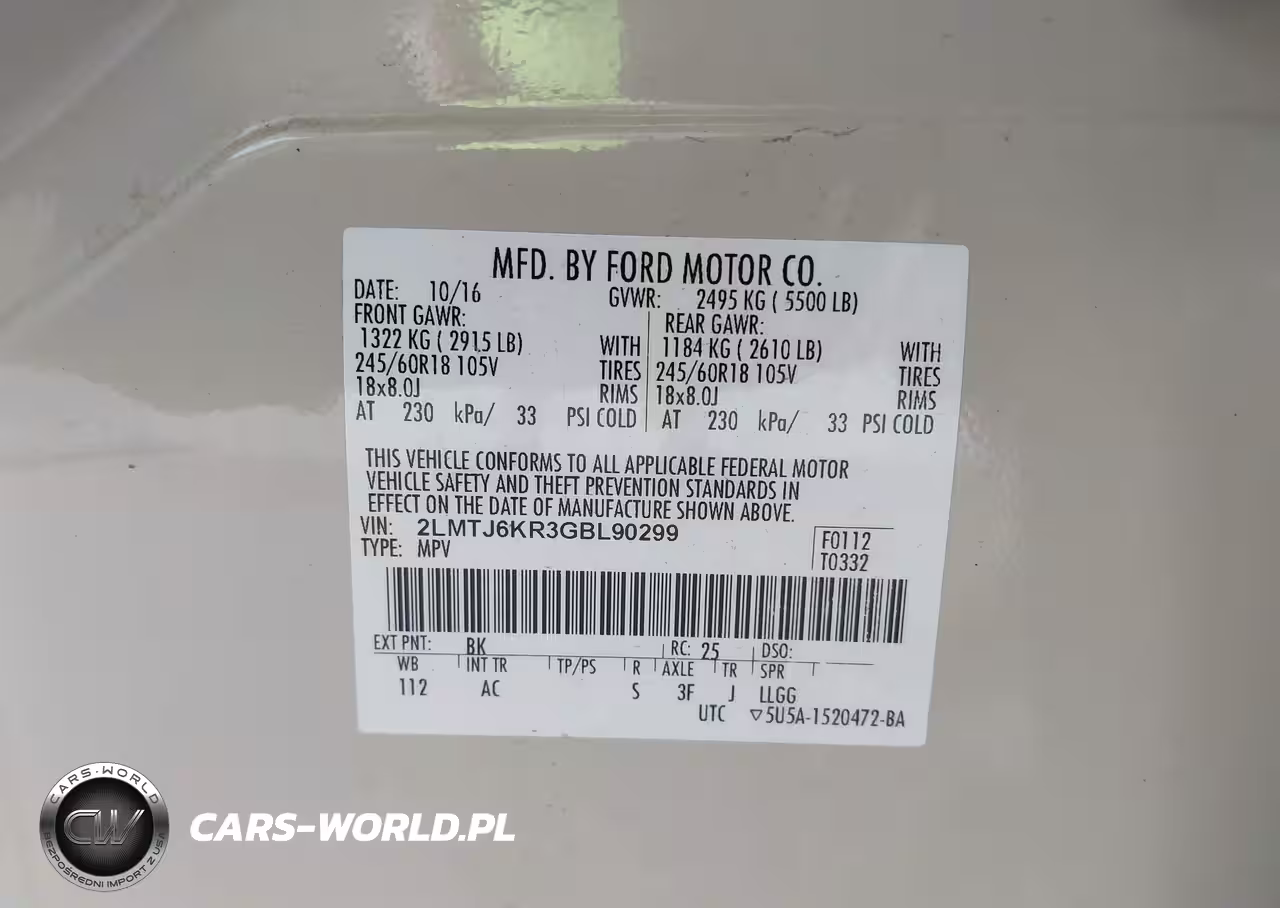 MFD. BY FORD MOTOR CO.
DATE: 10/16 GVWR: 2495 KG ( 5500 LB)
FRONT GAWR: REAR GAWR:
1322 KG ( 2915 LB) WITH 1184 KG ( 2610 LB) WITH
245/60R18 105V TIRES 245/60R18 105V TIRES
18x8.0J RIMS 18x8.0J RIMS
AT 230 kPa/ 33 PSI COLD AT 230 kPa/ 33 PSI COLD
THIS VEHICLE CONFORMS TO ALL APPLICABLE FEDERAL MOTOR
VEHICLE SAFETY AND THEFT PREVENTION STANDARDS IN
EFFECT ON THE DATE OF MANUFACTURE SHOWN ABOVE.
VIN: 2LMTJ6KR3GBL90299
TYPE: MPV
F0112
T0332
EXT PNT: BK RC: 25 DSO:
WB INT TR TP/PS R AXLE TR SPR
112 AC S 3F J LLGG
UTC ▽5U5A-1520472-BA
CARS-WORLD
CW
BEZPOŚREDNI IMPORT Z USA
CARS-WORLD.PL